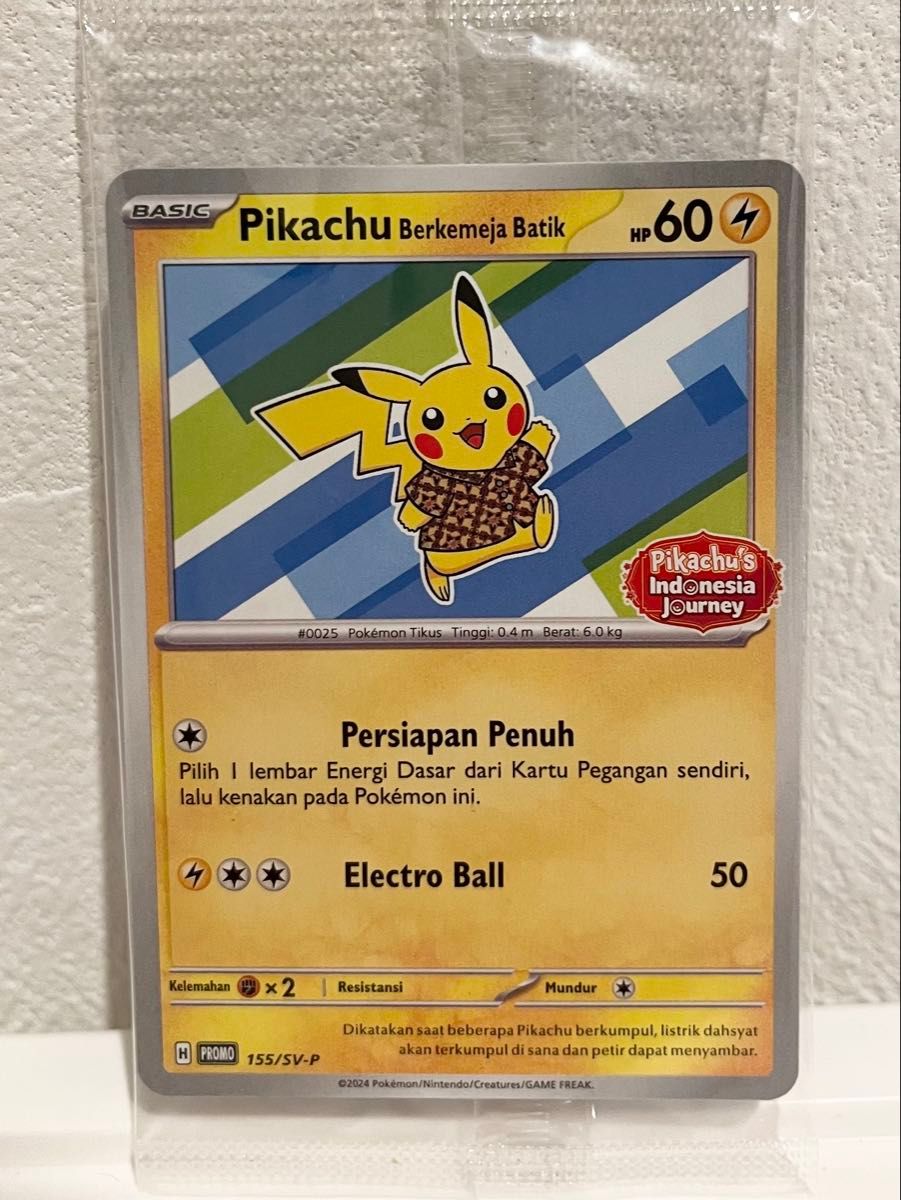 BASIC
Pikachu Berkemeja Batik
HP 60
Pikachu's
Indonesia
Journey
#0025 Pokémon Tikus Tinggi: 0.4 m Berat: 6.0 kg
Persiapan Penuh
Pilih 1 lembar Energi Dasar dari Kartu Pegangan sendiri,
lalu kenakan pada Pokémon ini.
Electro Ball 50
Kelemahan ×2 Resistansi Mundur
Dikatakan saat beberapa Pikachu berkumpul, listrik dahsyat
akan terkumpul di sana dan petir dapat menyambar.
H PROMO 155/SV-P
©2024 Pokémon/Nintendo/Creatures/GAME FREAK.